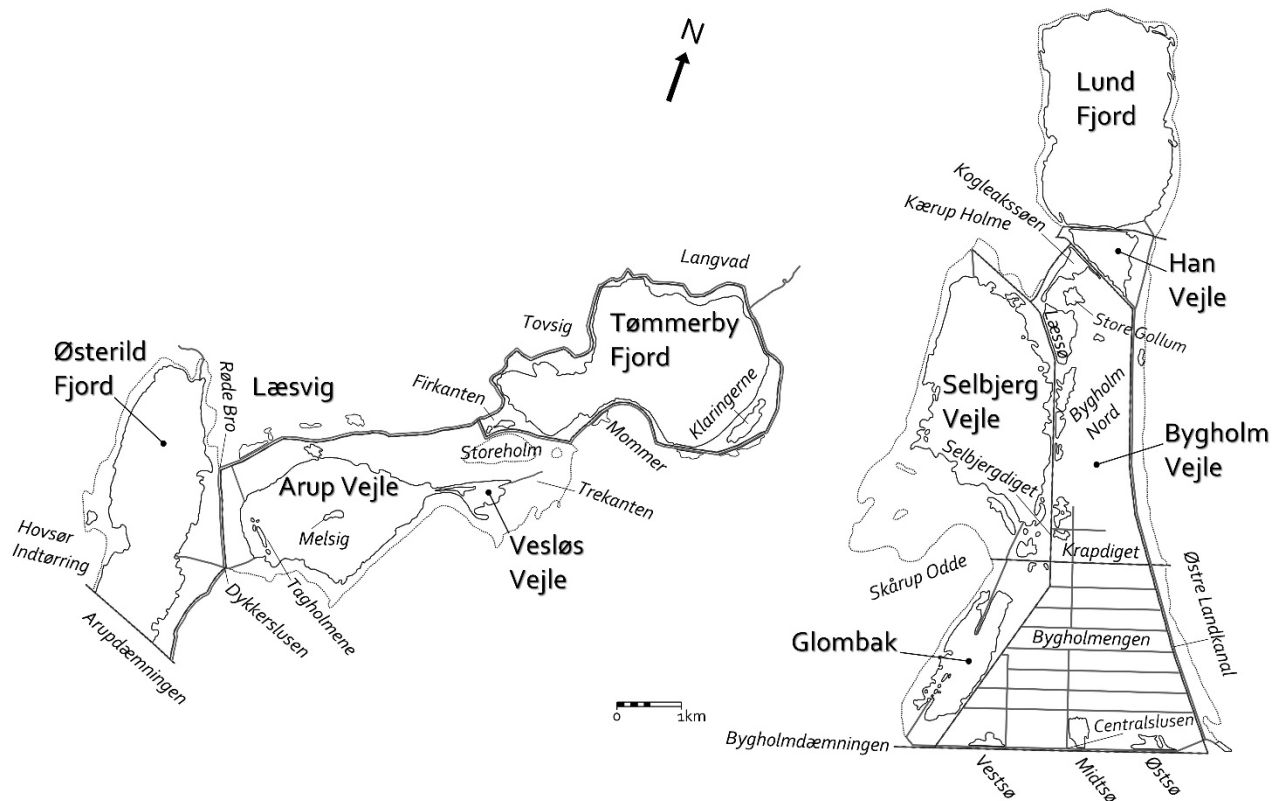 N
Lund
Fjord
Kogleakssøen
Kærup Holme
Han
Vejle
Langvad
Tovsig
Tømmerby
Fjord
Læssø
Store Gollum
Østerild
Fjord
Røde Bro
Læsvig
Firkanten
Klaringerne
Mommer
Selbjerg
Vejle
Bygholm
Nord
Bygholm
Vejle
Storeholm
Selbjergdiget
Arup Vejle
Trekanten
Melsig
Vesløs
Vejle
Hovsør
Indtørring
Krapdiget
Skårup Odde
Østre Landkanal
Tagholmene
Dykkerslusen
Arupdæmningen
Glombak
Bygholmengen
0 1km
Centralslusen
Bygholmdæmningen
Vestsø
Midtsø
Østsø